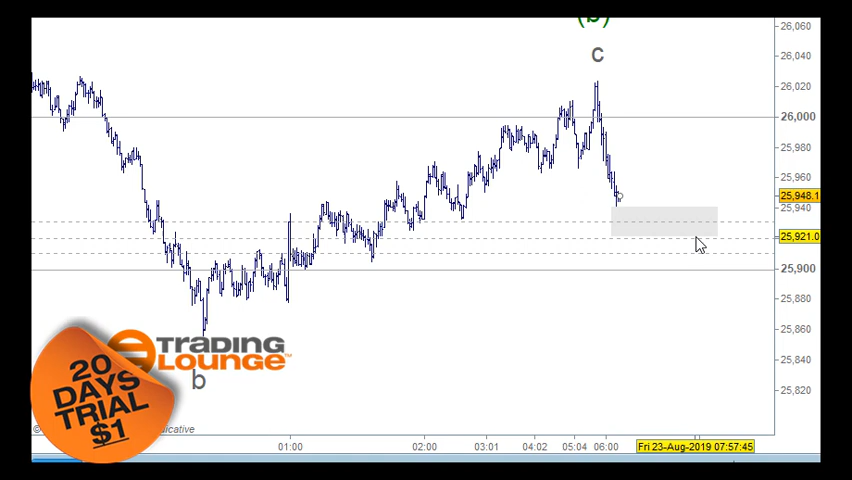 (b)
c
26,060
26,040
26,020
26,000
25,980
25,960
25,948.1
25,940
25,921.0
25,900
25,880
25,860
25,840
25,820
TRADING
LOUNGE™
b
20
DAYS
TRIAL
$1
©
icative
01:00 02:00 03:01 04:02 05:04 06:00 Fri 23-Aug-2019 07:57:45